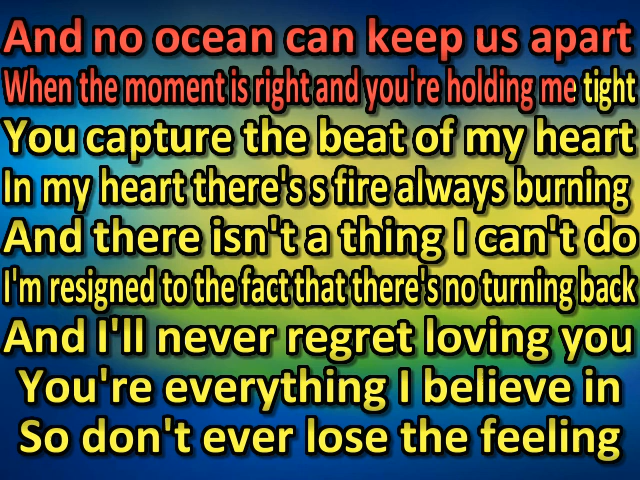 And no ocean can keep us apart
When the moment is right and you're holding me tight
You capture the beat of my heart
In my heart there's s fire always burning
And there isn't a thing I can't do
I'm resigned to the fact that there's no turning back
And I'll never regret loving you
You're everything I believe in
So don't ever lose the feeling